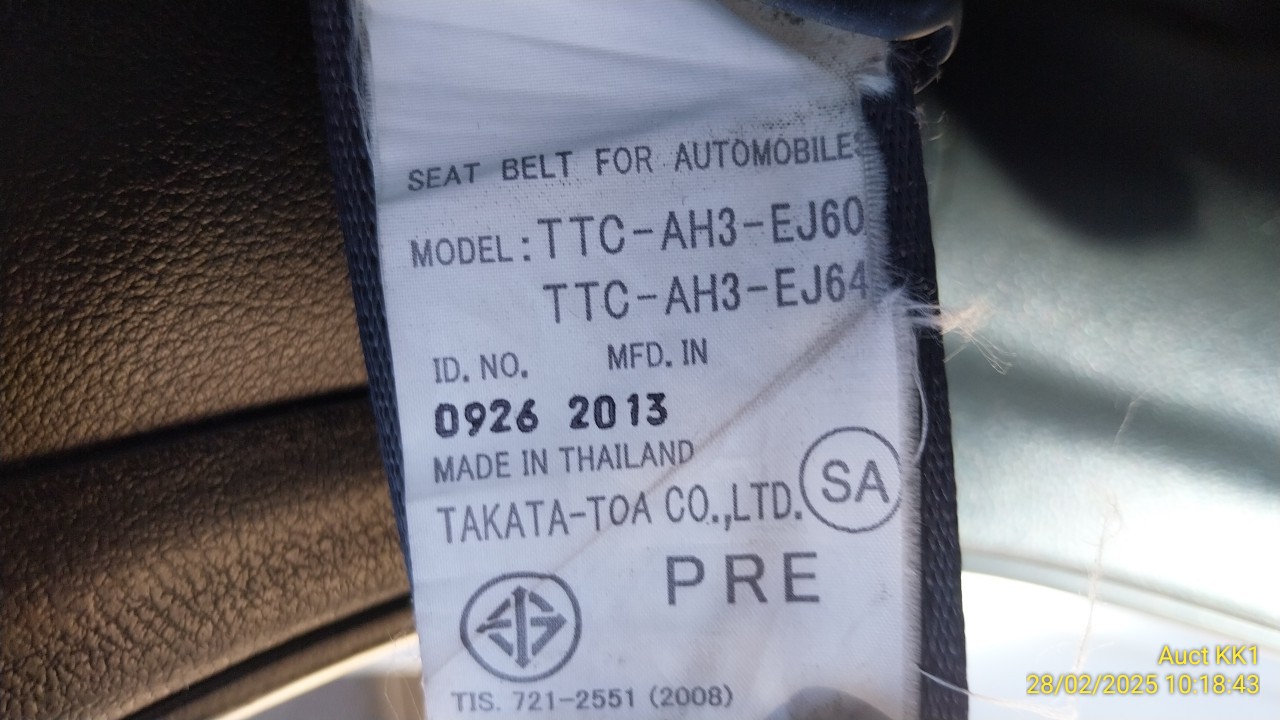 SEAT BELT FOR AUTOMOBILES
MODEL: TTC-AH3-EJ60
TTC-AH3-EJ64
ID. NO. MFD. IN
0926 2013
MADE IN THAILAND
TAKATA-TOA CO.,LTD. SA
PRE
TIS. 721-2551 (2008)
Auct KK1
28/02/2025 10:18:43